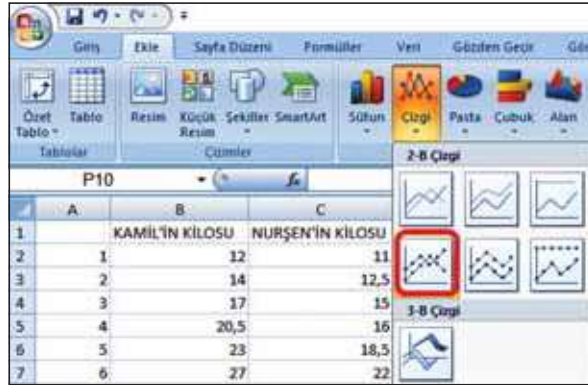 Giriş Ekle Sayfa Düzeni Formüller Veri Gözden Geçir
Özet Tablo Tablo Resim Küçük Resim Şekiller SmartArt Sütun Çizgi Pasta Çubuk Alan
Tablolar Çizimler
2-B Çizgi
P10 fx
A B C
1 KAMİL'İN KİLOSU NURŞEN'İN KİLOSU
2 1 12 11
3 2 14 12,5
4 3 17 15
3-B Çizgi
5 4 20,5 16
6 5 23 18,5
7 6 27 22